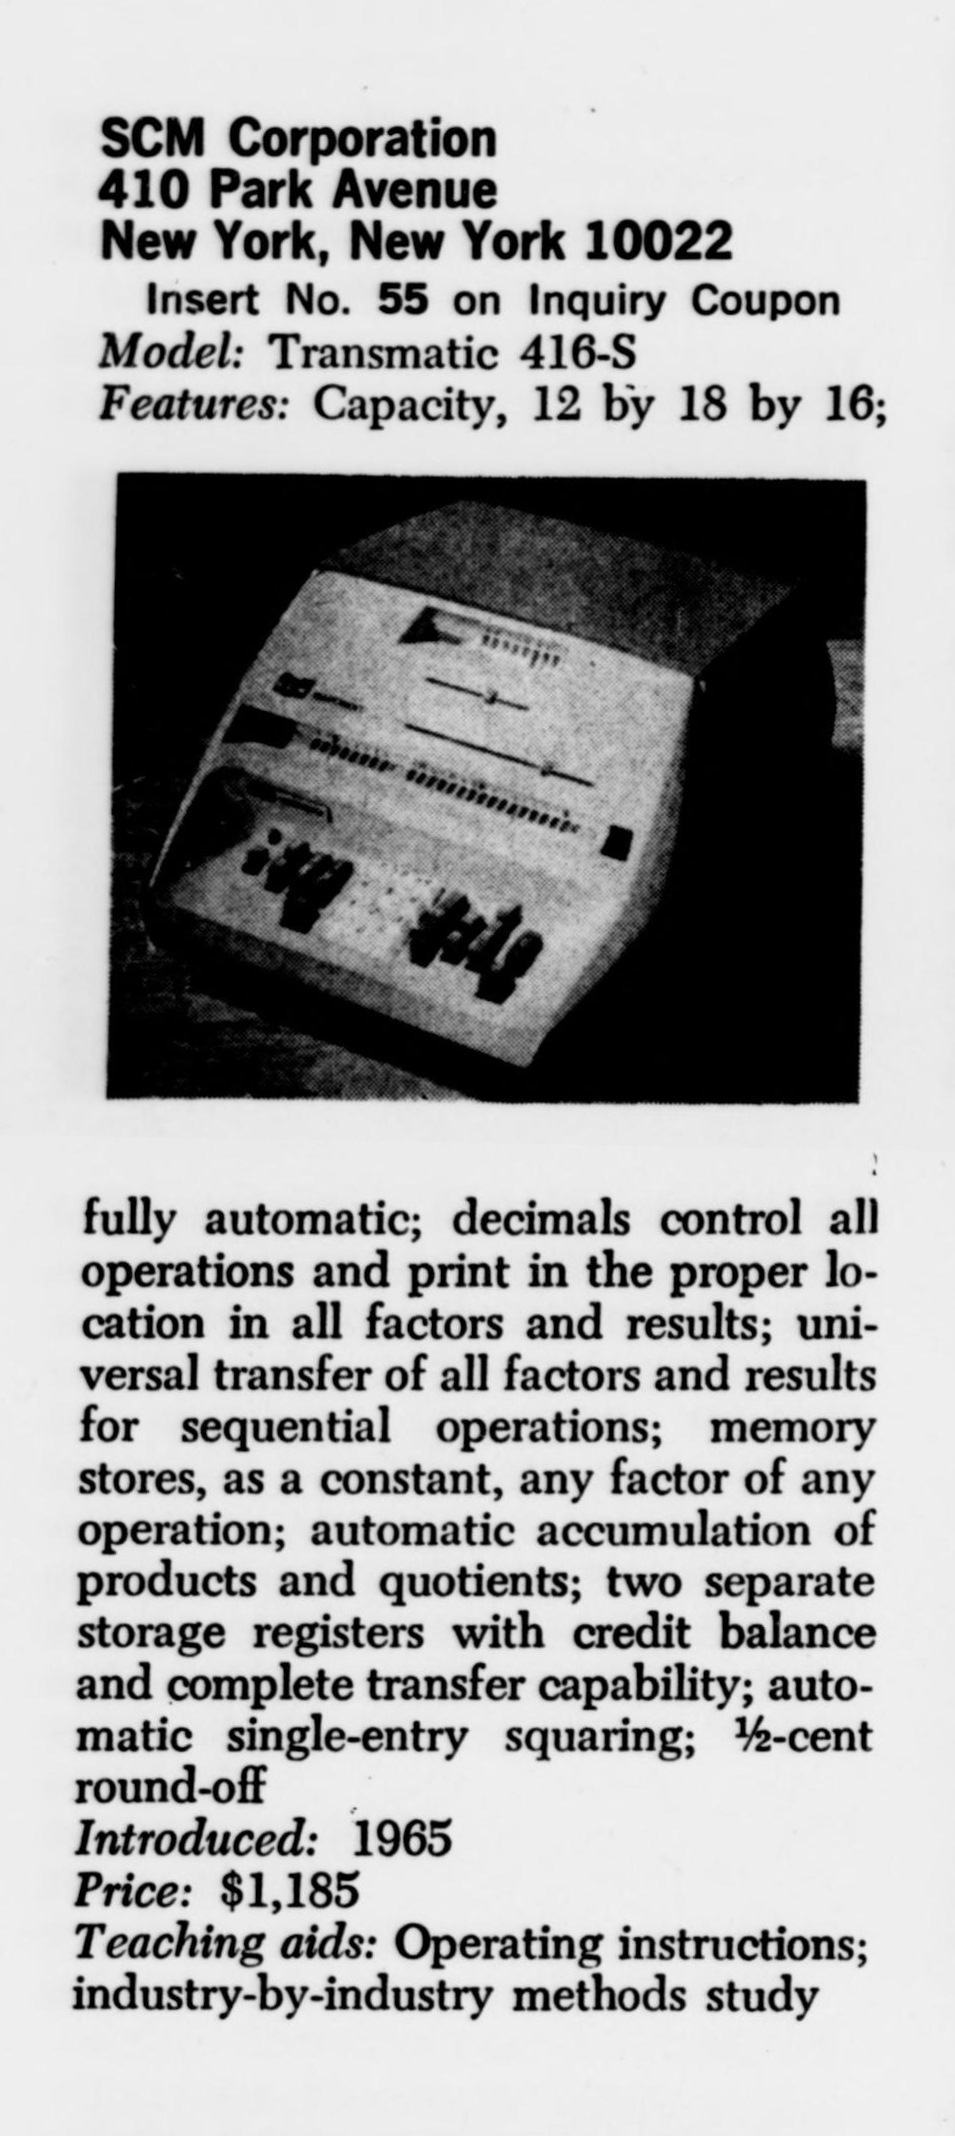 SCM Corporation
410 Park Avenue
New York, New York 10022
Insert No. 55 on Inquiry Coupon
Model: Transmatic 416-S
Features: Capacity, 12 by 18 by 16;
fully automatic; decimals control all
operations and print in the proper lo-
cation in all factors and results; uni-
versal transfer of all factors and results
for sequential operations; memory
stores, as a constant, any factor of any
operation; automatic accumulation of
products and quotients; two separate
storage registers with credit balance
and complete transfer capability; auto-
matic single-entry squaring; ½-cent
round-off
Introduced: 1965
Price: $1,185
Teaching aids: Operating instructions;
industry-by-industry methods study